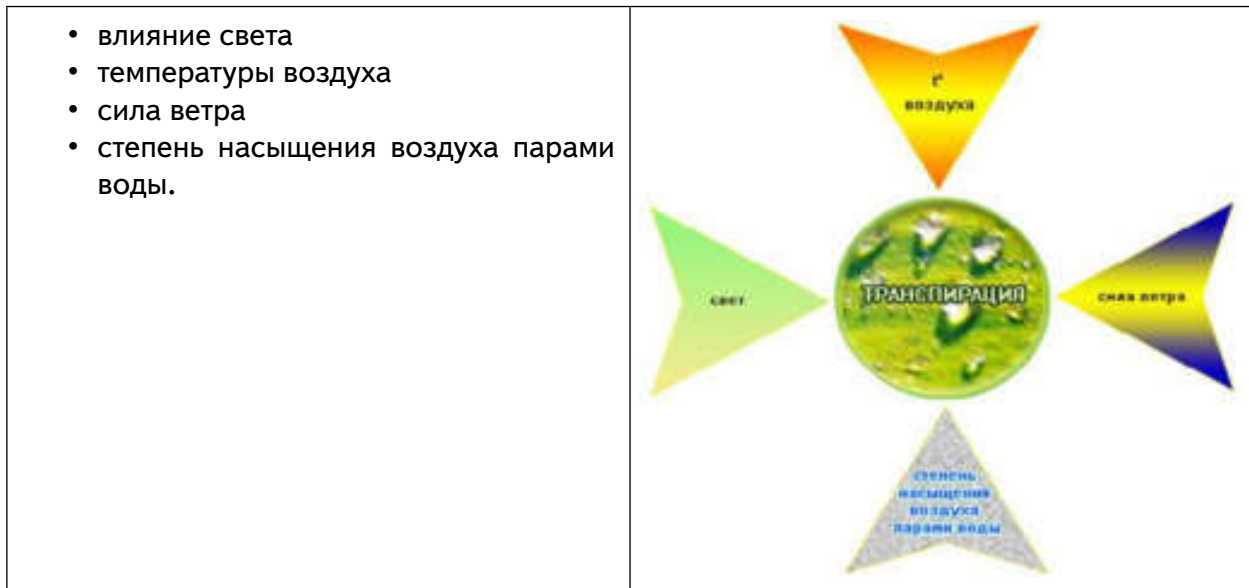 • влияние света
• температуры воздуха
• сила ветра
• степень насыщения воздуха парами
воды.
t°
воздуха
свет
ТРАНСПИРАЦИЯ
сила ветра
степень
насыщения
воздуха
парами воды